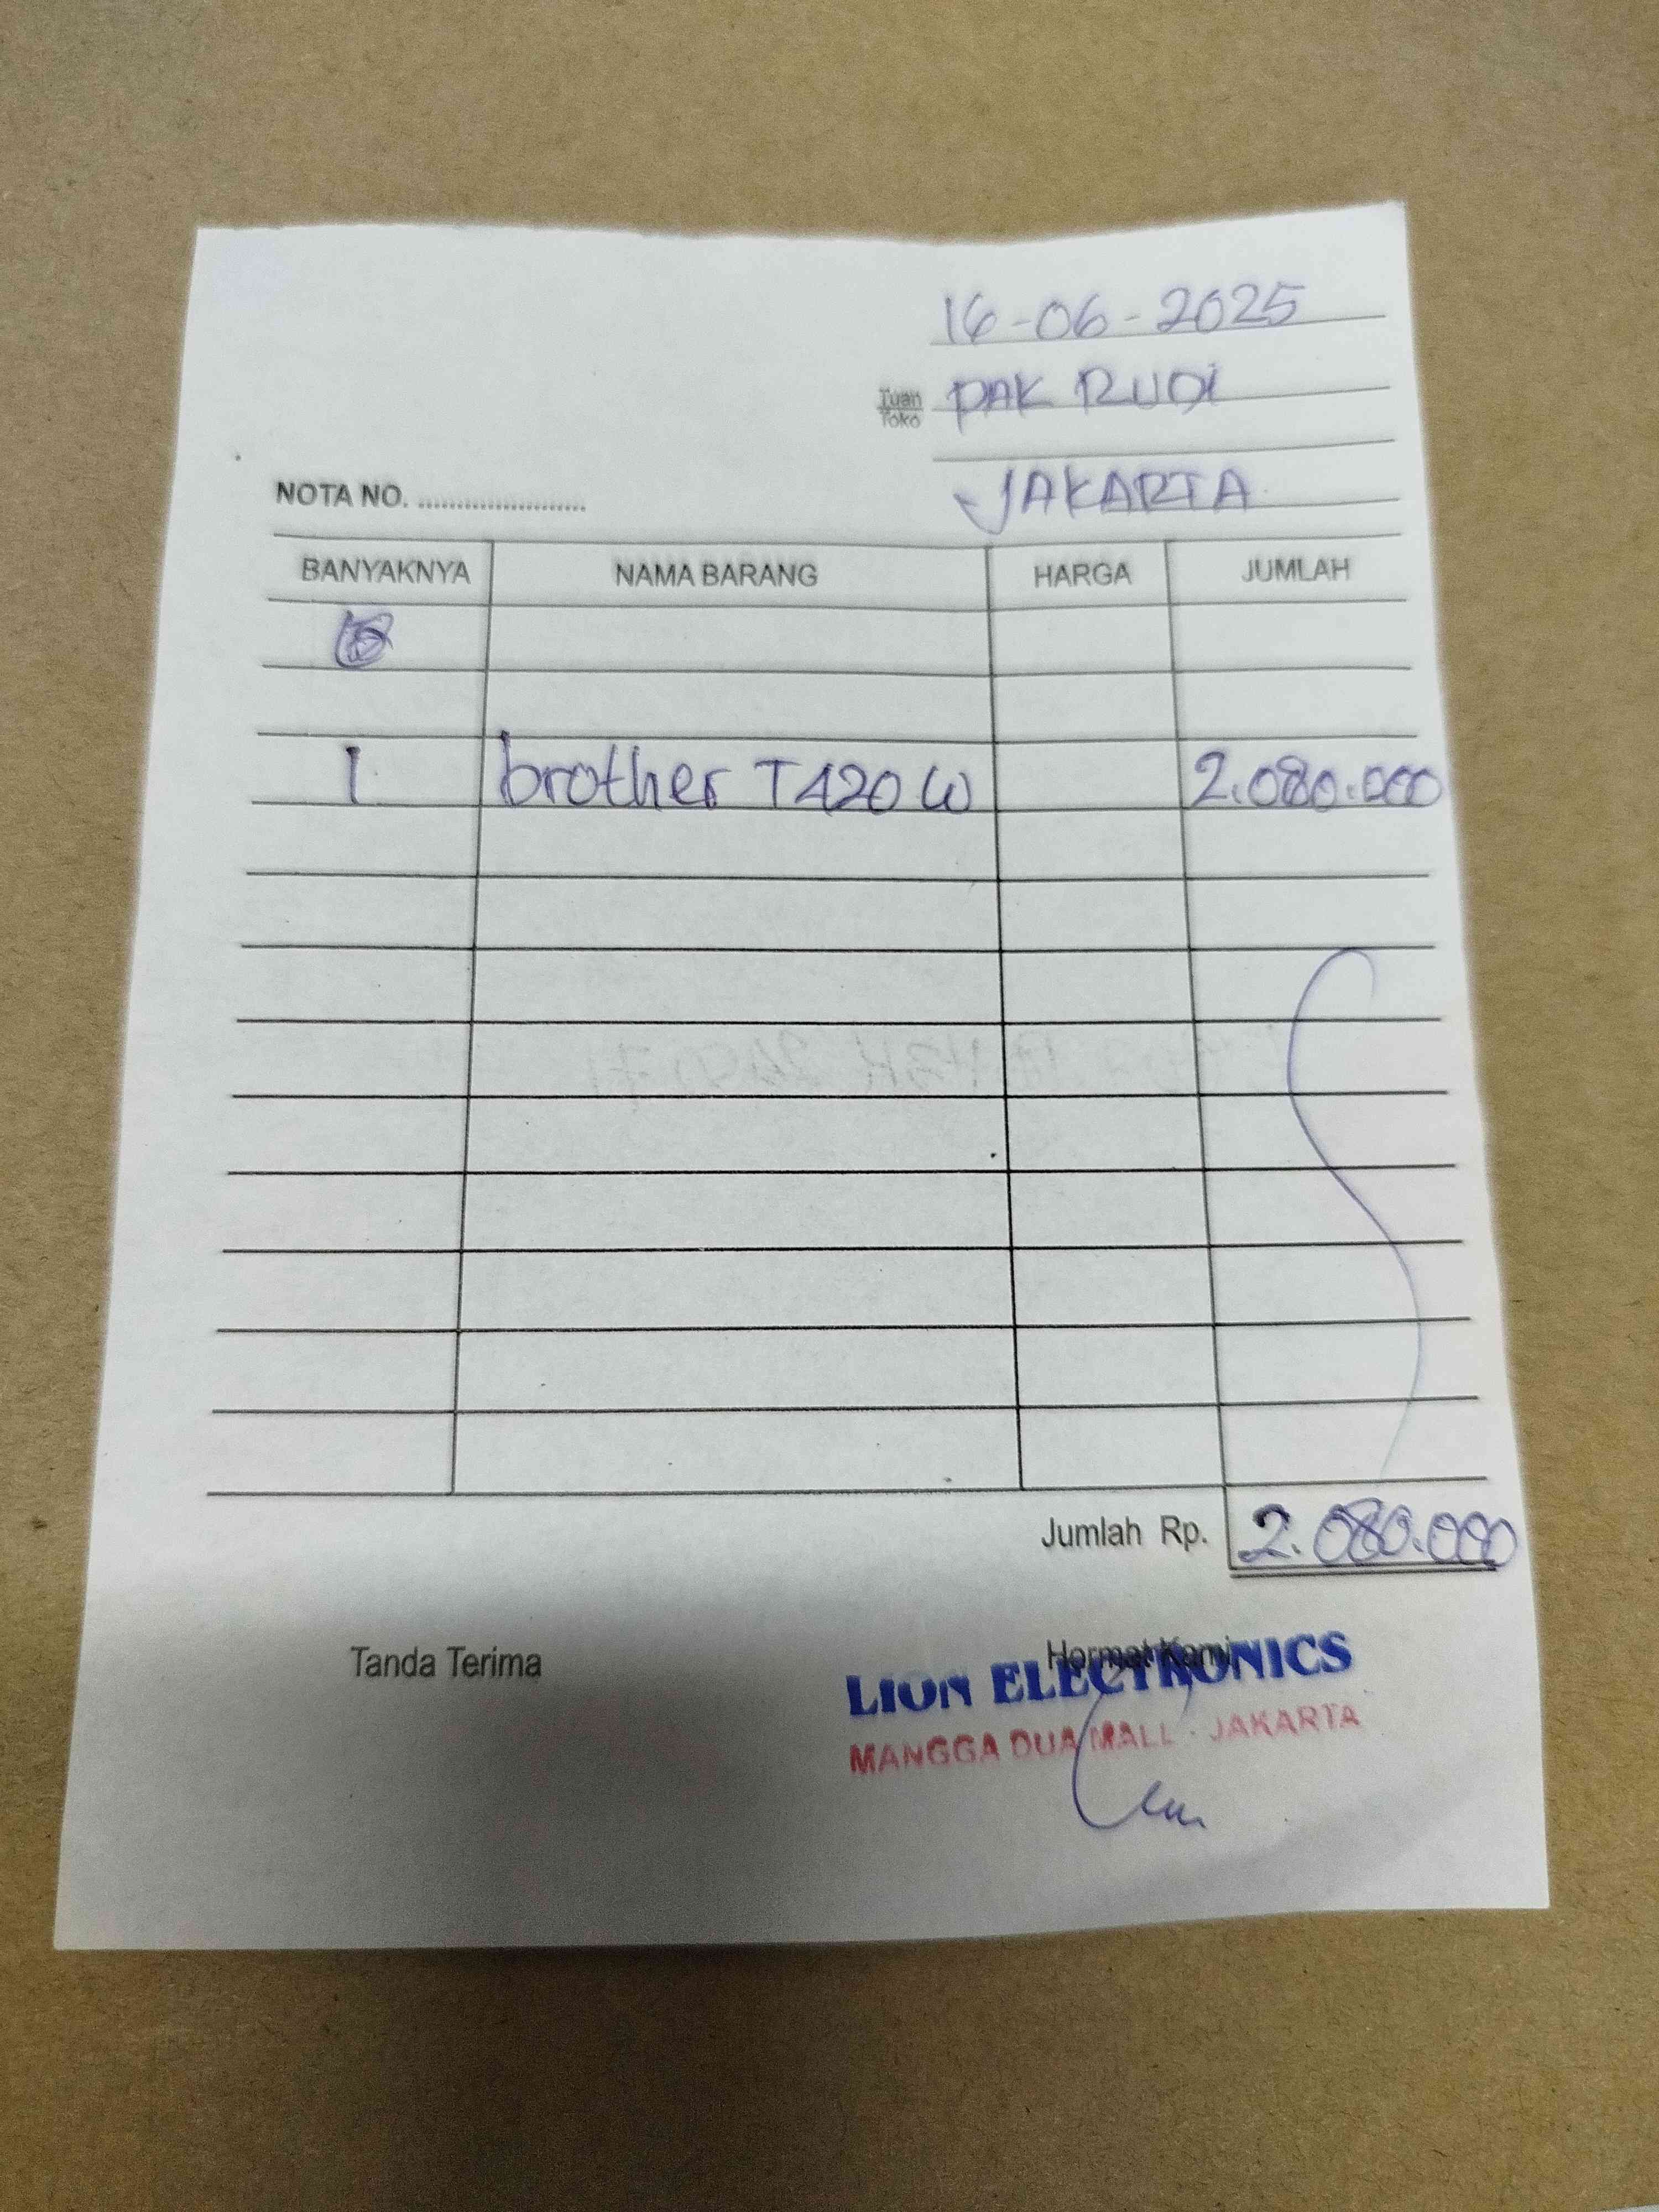 16-06-2025
Tuan
Toko
PAK RUDI
JAKARTA
NOTA NO. ........................
BANYAKNYA NAMA BARANG HARGA JUMLAH
1 brother T420 W 2.080.000
Jumlah Rp. 2.080.000
Tanda Terima Hormat Kami
LION ELECTRONICS
MANGGA DUA MALL - JAKARTA